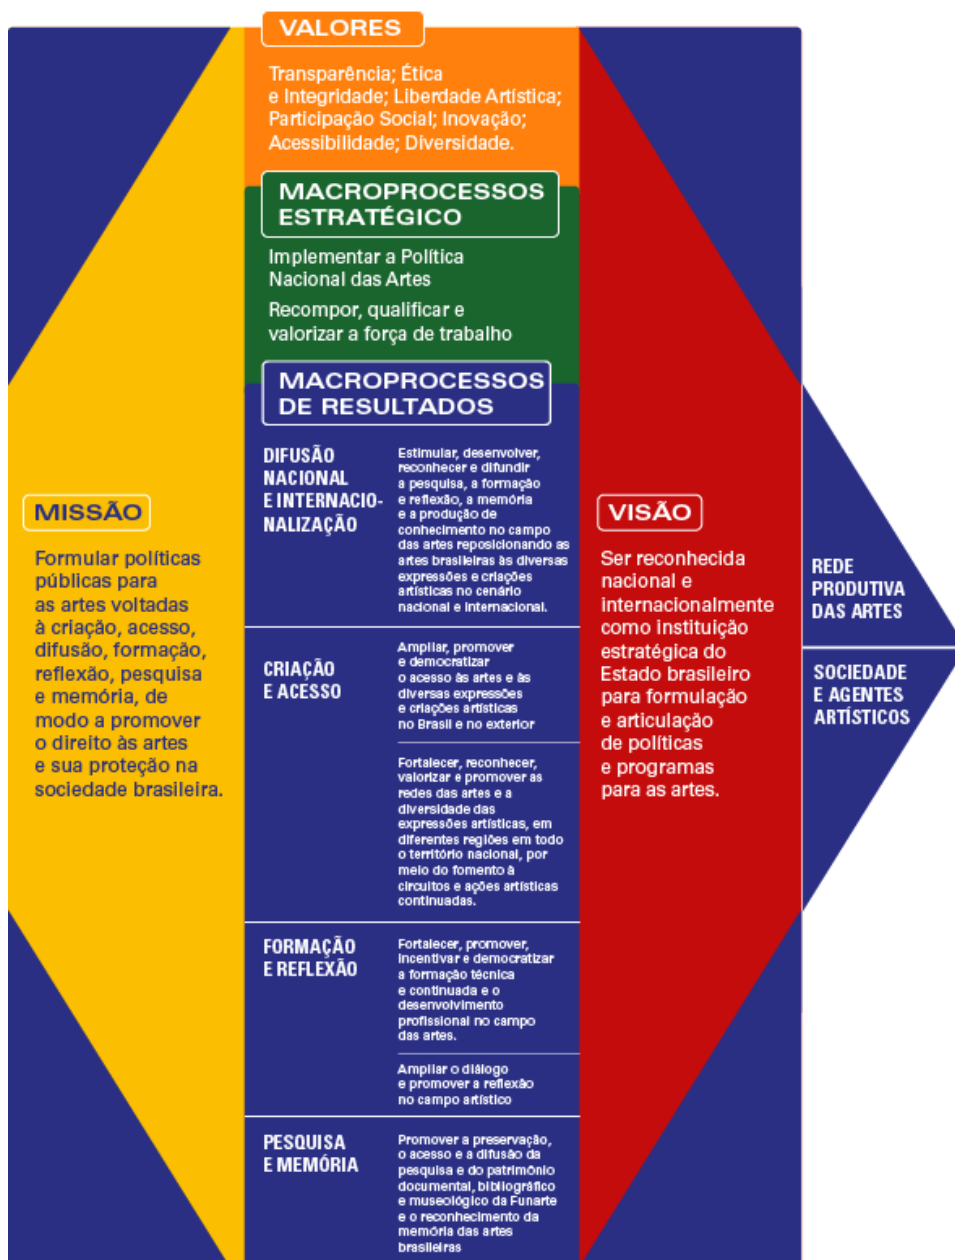 VALORES
Transparência; Ética
e Integridade; Liberdade Artística;
Participação Social; Inovação;
Acessibilidade; Diversidade.
MACROPROCESSOS
ESTRATÉGICO
Implementar a Política
Nacional das Artes
Recompor, qualificar e
valorizar a força de trabalho
MACROPROCESSOS
DE RESULTADOS
MISSÃO
Formular políticas
públicas para
as artes voltadas
à criação, acesso,
difusão, formação,
reflexão, pesquisa
e memória, de
modo a promover
o direito às artes
e sua proteção na
sociedade brasileira.
DIFUSÃO
NACIONAL
E INTERNACIO-
NALIZAÇÃO
Estimular, desenvolver,
reconhecer e difundir
a pesquisa, a formação
e reflexão, a memória
e a produção de
conhecimento no campo
das artes reposicionando as
artes brasileiras às diversas
expressões e criações
artísticas no cenário
nacional e internacional.
CRIAÇÃO
E ACESSO
Ampliar, promover
e democratizar
o acesso às artes e às
diversas expressões
e criações artísticas
no Brasil e no exterior
Fortalecer, reconhecer,
valorizar e promover as
redes das artes e a
diversidade das
expressões artísticas, em
diferentes regiões em todo
o território nacional, por
meio do fomento à
circuitos e ações artísticas
continuadas.
FORMAÇÃO
E REFLEXÃO
Fortalecer, promover,
incentivar e democratizar
a formação técnica
e continuada e o
desenvolvimento
profissional no campo
das artes.
Ampliar o diálogo
e promover a reflexão
no campo artístico
PESQUISA
E MEMÓRIA
Promover a preservação,
o acesso e a difusão da
pesquisa e do patrimônio
documental, bibliográfico
e museológico da Funarte
e o reconhecimento da
memória das artes
brasileiras
VISÃO
Ser reconhecida
nacional e
internacionalmente
como instituição
estratégica do
Estado brasileiro
para formulação
e articulação
de políticas
e programas
para as artes.
REDE
PRODUTIVA
DAS ARTES
SOCIEDADE
E AGENTES
ARTÍSTICOS